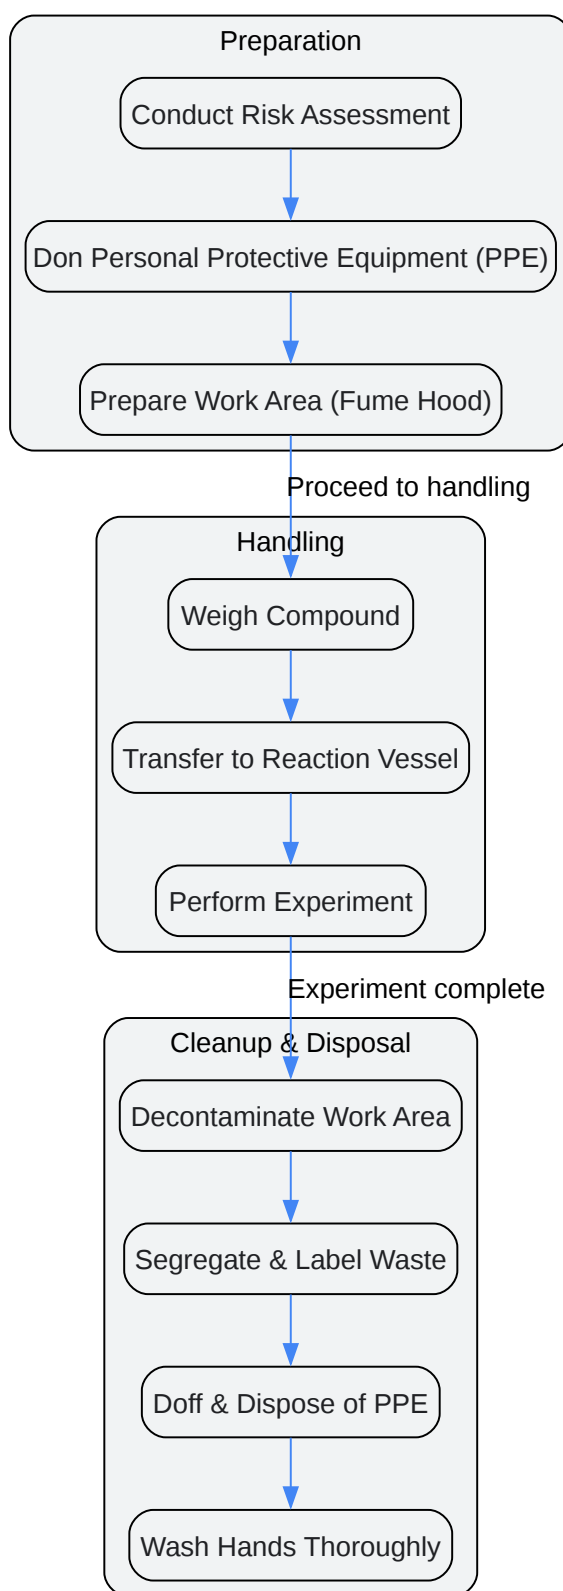 Preparation
Conduct Risk Assessment
Don Personal Protective Equipment (PPE)
Prepare Work Area (Fume Hood)
Proceed to handling
Handling
Weigh Compound
Transfer to Reaction Vessel
Perform Experiment
Experiment complete
Cleanup & Disposal
Decontaminate Work Area
Segregate & Label Waste
Doff & Dispose of PPE
Wash Hands Thoroughly